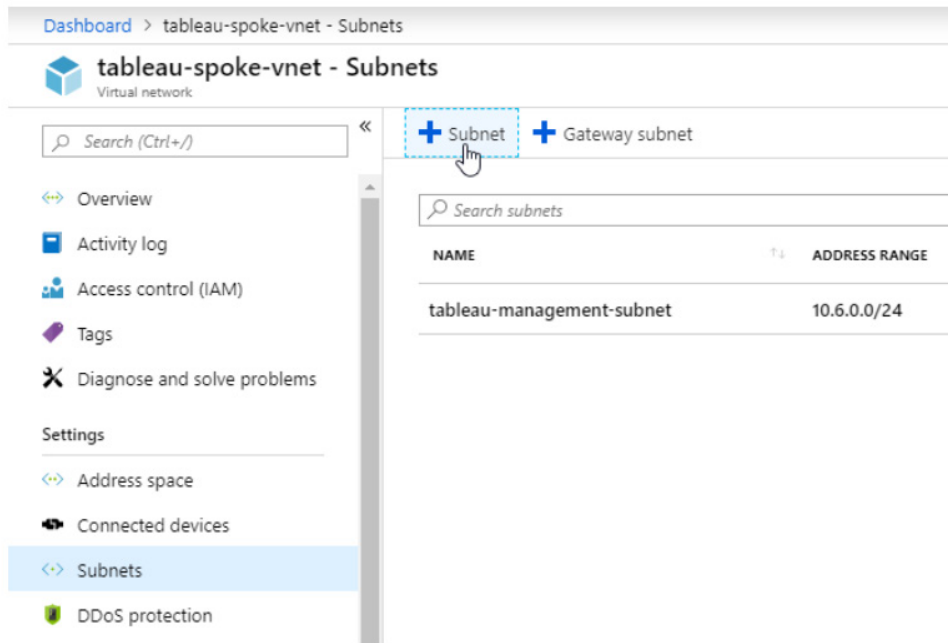 Dashboard > tableau-spoke-vnet - Subnets
tableau-spoke-vnet - Subnets
Virtual network
Search (Ctrl+/)
«
Overview
Activity log
Access control (IAM)
Tags
Diagnose and solve problems
Settings
Address space
Connected devices
Subnets
DDoS protection
+ Subnet + Gateway subnet
Search subnets
NAME ↑↓ ADDRESS RANGE
tableau-management-subnet 10.6.0.0/24